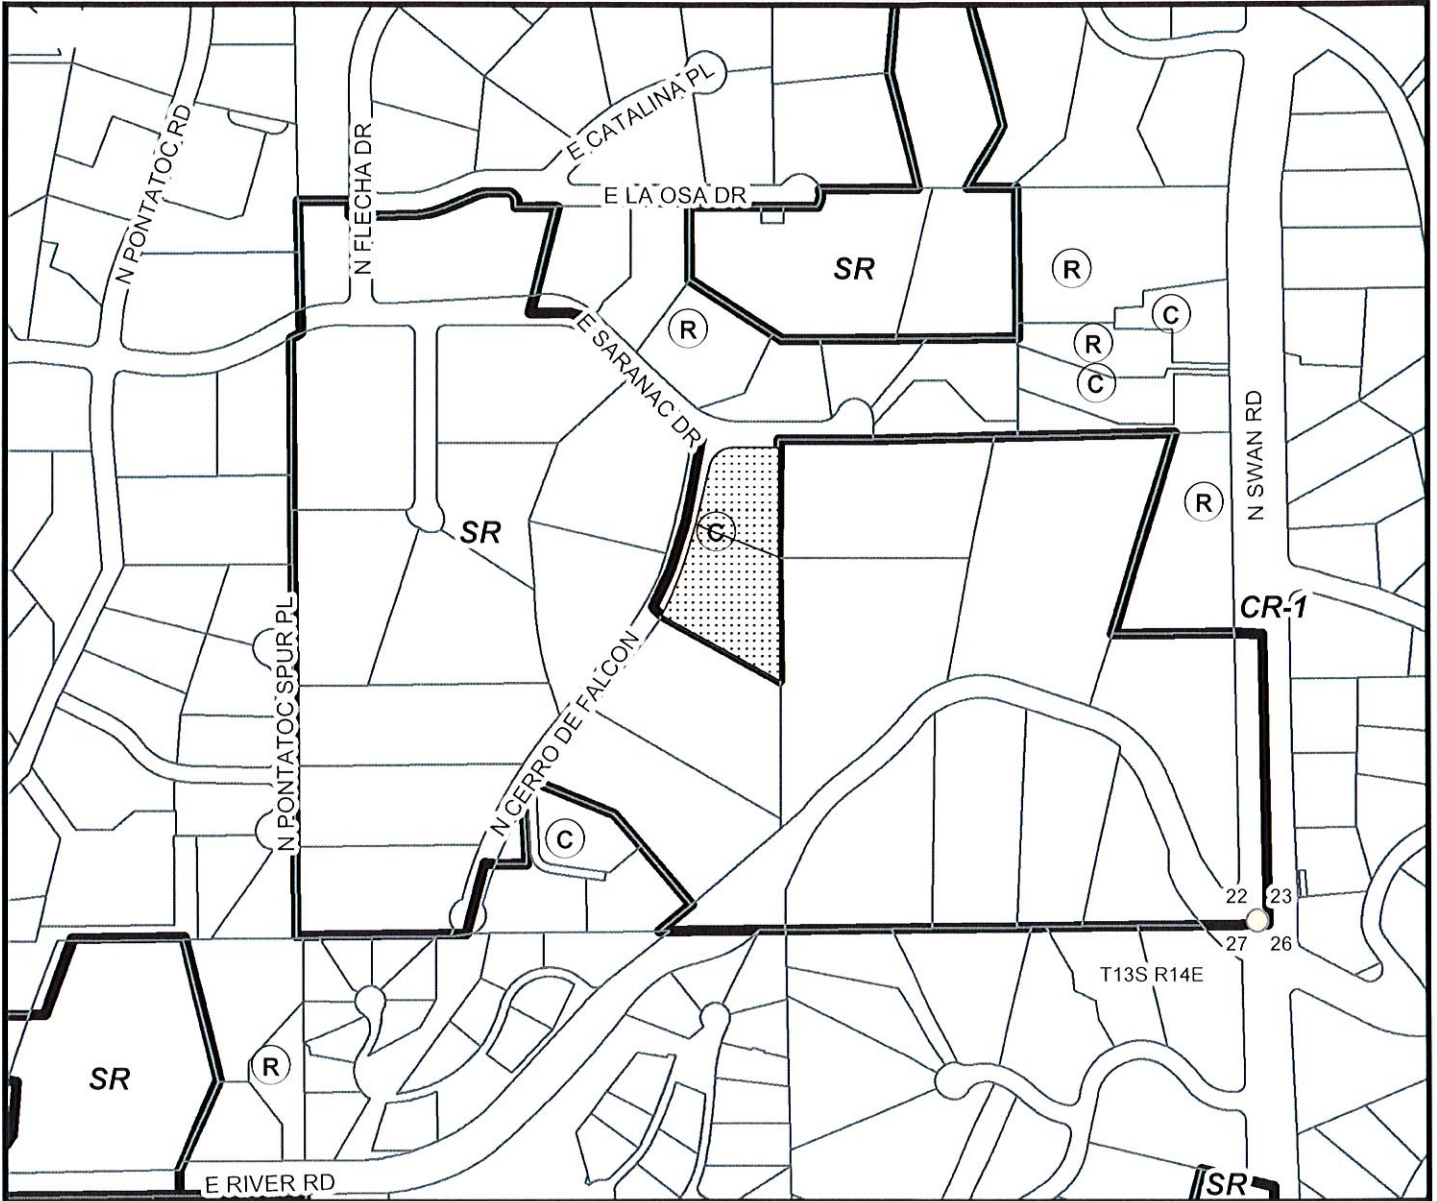 E CATALINA PL
N PONTATOC RD
N FLECHA DR
E LA OSA DR
SR
R
C
R
R
C
E SARANAC DR
N SWAN RD
R
C
SR
CR-1
N PONTATOC SPUR PL
N CERRO DE FALCON
C
22 23
27 26
T13S R14E
R
SR
E RIVER RD
SR